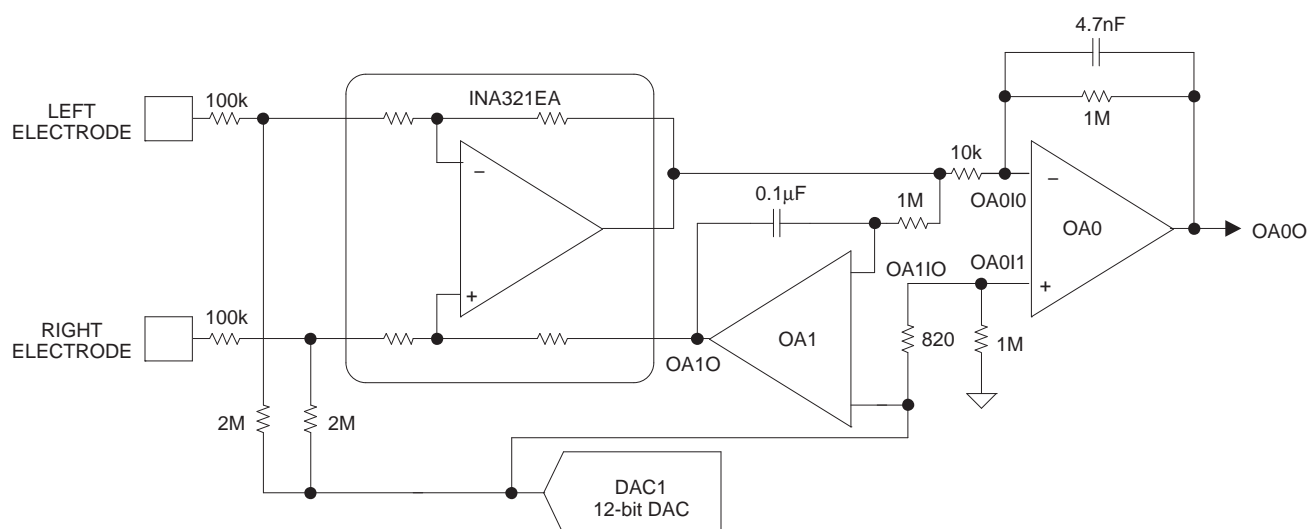 4.7nF
LEFT
ELECTRODE
100k
INA321EA
1M
–
10k
0.1μF
1M
OA0I0
–
OA0
OA0O
OA1IO
OA0I1
+
+
RIGHT
ELECTRODE
100k
OA1O
OA1
820
1M
–
2M
2M
–
DAC1
12-bit DAC